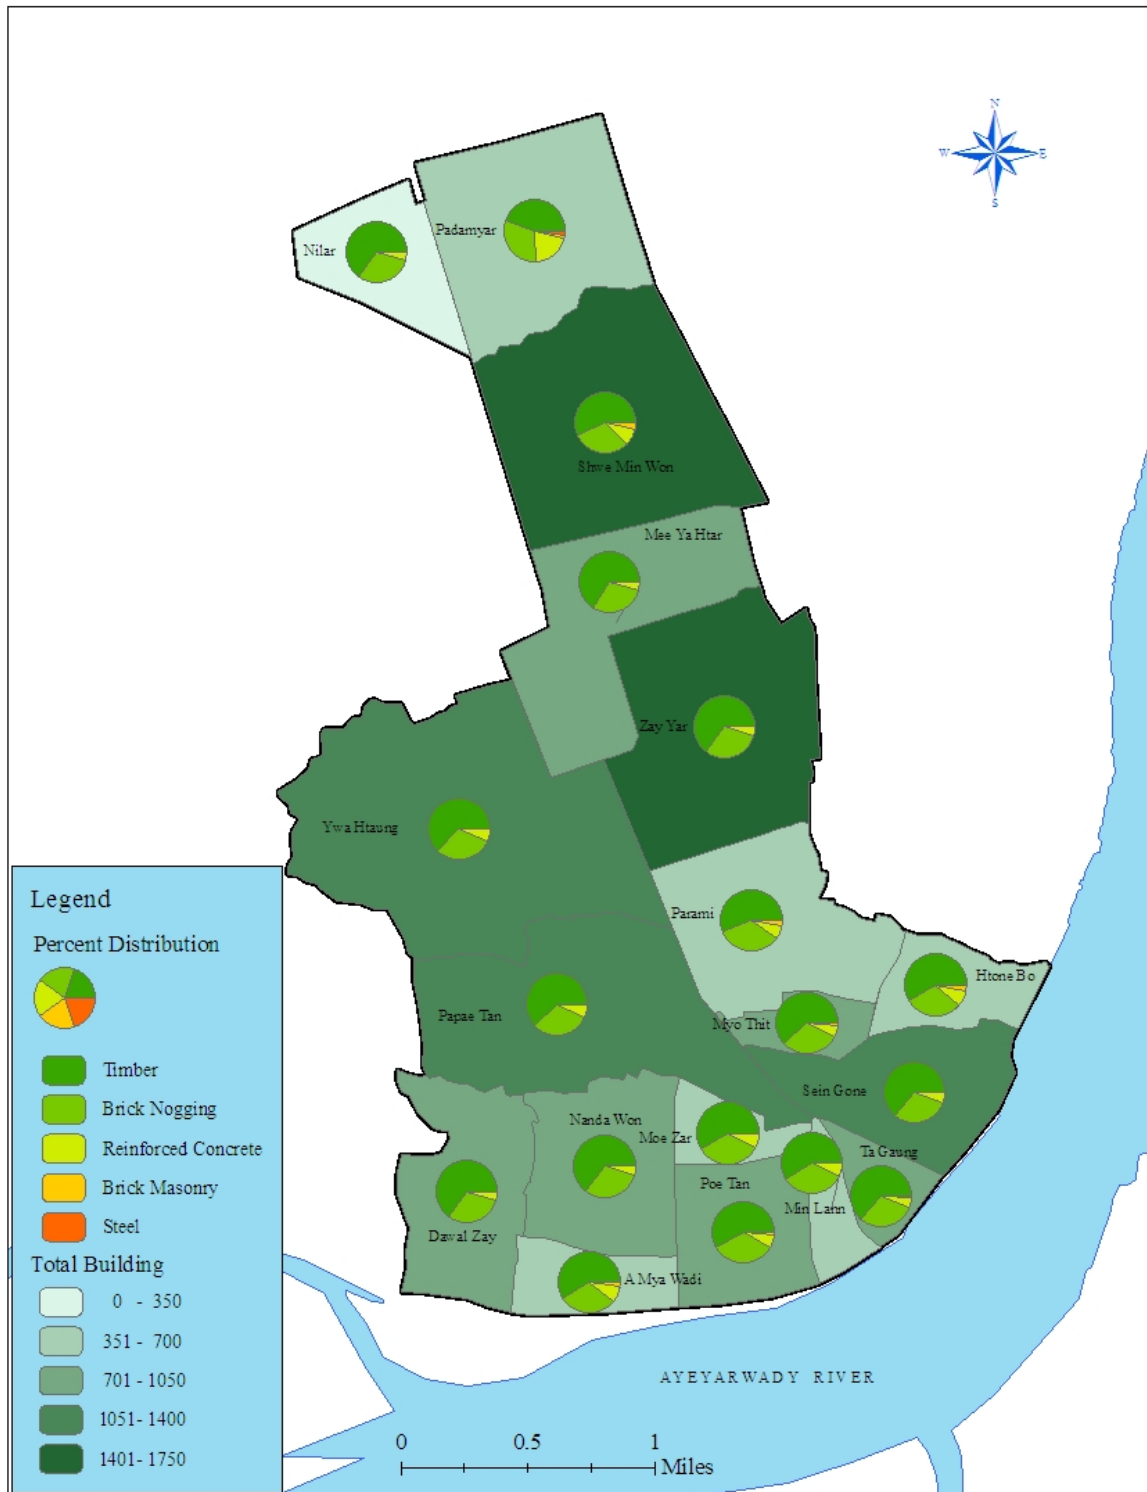 N
W E
S
Nilar
Padamyar
Shwe Min Won
Mee Ya Htar
Zay Yar
Ywa Htaung
Parami
Htone Bo
Papae Tan
Myo Thit
Sein Gone
Nanda Won
Moe Zar
Ta Gaung
Poe Tan
Min Lann
Dawal Zay
A Mya Wadi
AYEYARWADY RIVER
0 0.5 1
Miles
Legend
Percent Distribution
Timber
Brick Nogging
Reinforced Concrete
Brick Masonry
Steel
Total Building
0 - 350
351 - 700
701 - 1050
1051- 1400
1401- 1750